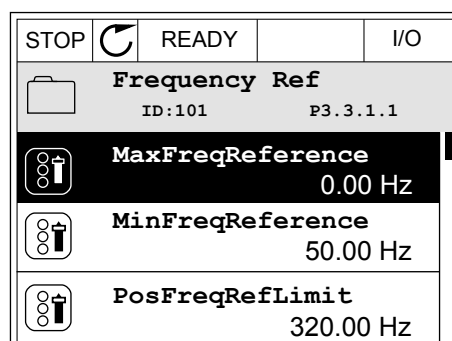 STOP READY I/O
Frequency Ref
ID:101 P3.3.1.1
MaxFreqReference
0.00 Hz
MinFreqReference
50.00 Hz
PosFreqRefLimit
320.00 Hz